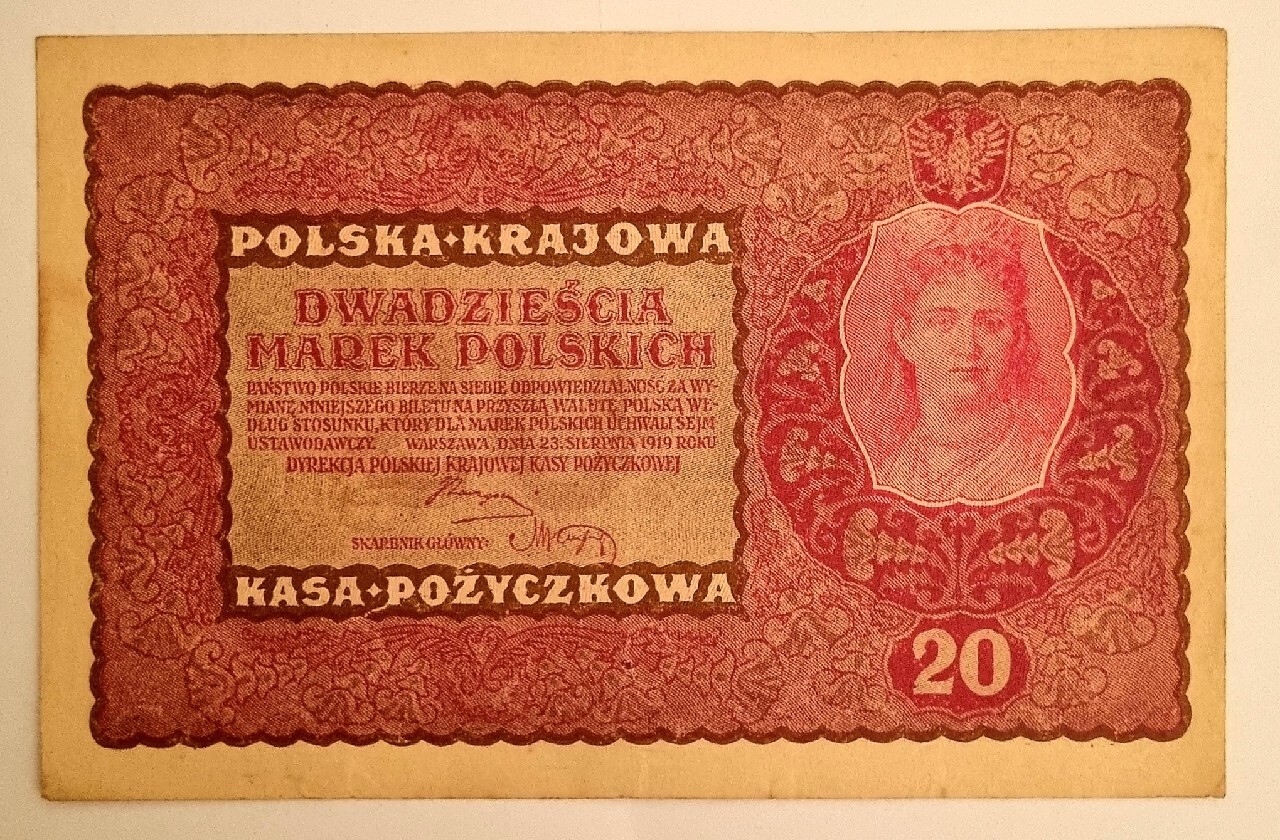 POLSKA·KRAJOWA
DWADZIEŚCIA
MAREK POLSKICH
PAŃSTWO POLSKIE BIERZE NA SIEBIE ODPOWIEDZIALNOŚĆ ZA WY-
MIANĘ NINIEJSZEGO BILETU NA PRZYSZŁĄ WALUTĘ POLSKĄ WE-
DŁUG STOSUNKU, KTÓRY DLA MAREK POLSKICH UCHWALI SEJM
USTAWODAWCZY. WARSZAWA, DNIA 23. SIERPNIA 1919 ROKU
DYREKCJA POLSKIEJ KRAJOWEJ KASY POŻYCZKOWEJ
SKARBNIK GŁÓWNY:
KASA·POŻYCZKOWA
20